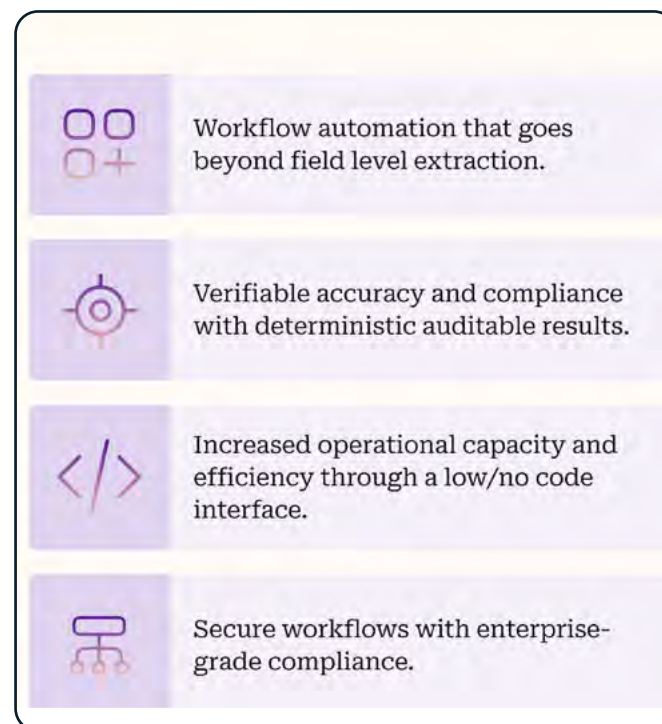 Workflow automation that goes
beyond field level extraction.
Verifiable accuracy and compliance
with deterministic auditable results.
Increased operational capacity and
efficiency through a low/no code
interface.
Secure workflows with enterprise-
grade compliance.